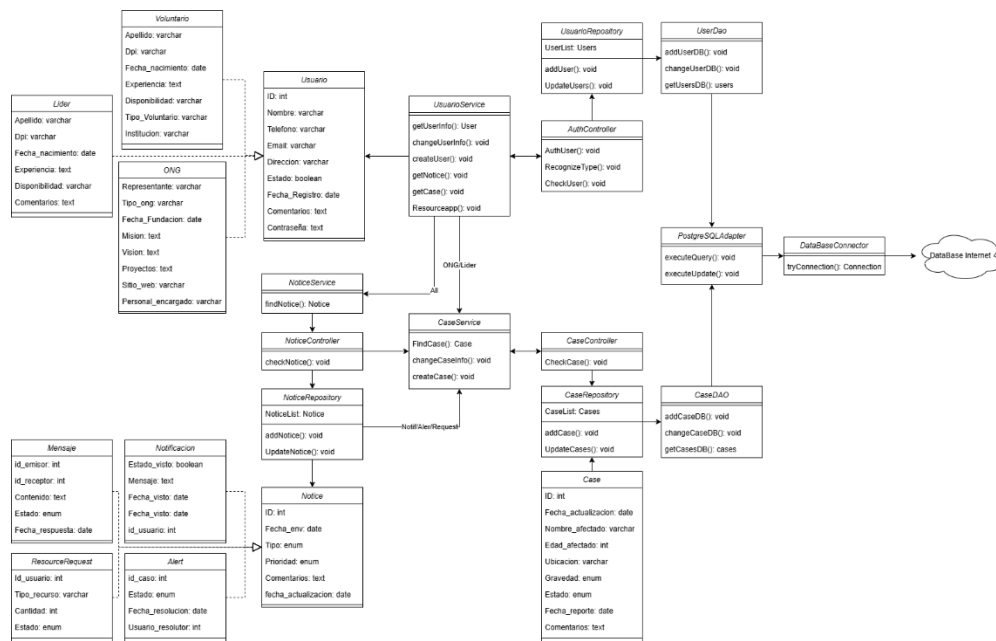 Voluntario
Apellido: varchar
Dpi: varchar
Fecha_nacimiento: date
Experiencia: text
Disponibilidad: varchar
Tipo_Voluntario: varchar
Institucion: varchar
Lider
Apellido: varchar
Dpi: varchar
Fecha_nacimiento: date
Experiencia: text
Disponibilidad: varchar
Comentarios: text
ONG
Representante: varchar
Tipo_ong: varchar
Fecha_Fundacion: date
Mision: text
Vision: text
Proyectos: text
Sitio_web: varchar
Personal_encargado: varchar
Usuario
ID: int
Nombre: varchar
Telefono: varchar
Email: varchar
Direccion: varchar
Estado: boolean
Fecha_Registro: date
Comentarios: text
Contraseña: text
UsuarioService
getUserInfo(): User
changeUserInfo(): void
createUser(): void
getNotice(): void
getCase(): void
Resourceapp(): void
UsuarioRepository
UserList: Users
addUser(): void
UpdateUsers(): void
UserDao
addUserDB(): void
changeUserDB(): void
getUsersDB(): users
AuthController
AuthUser(): void
RecognizeType(): void
CheckUser(): void
PostgreSQLAdapter
executeQuery(): void
executeUpdate(): void
DataBaseConnector
tryConnection(): Connection
DataBase Internet 4
ONG/Lider
All
NoticeService
findNotice(): Notice
NoticeController
checkNotice(): void
NoticeRepository
NoticeList: Notice
addNotice(): void
UpdateNotice(): void
Notif/Aler/Request
CaseService
FindCase(): Case
changeCaseInfo(): void
createCase(): void
CaseController
CheckCase(): void
CaseRepository
CaseList: Cases
addCase(): void
UpdateCases(): void
CaseDAO
addCaseDB(): void
changeCaseDB(): void
getCasesDB(): cases
Mensaje
id_emisor: int
id_receptor: int
Contenido: text
Estado: enum
Fecha_respuesta: date
Notificacion
Estado_visto: boolean
Mensaje: text
Fecha_visto: date
Fecha_visto: date
id_usuario: int
ResourceRequest
Id_usuario: int
Tipo_recurso: varchar
Cantidad: int
Estado: enum
Alert
id_caso: int
Estado: enum
Fecha_resolucion: date
Usuario_resolutor: int
Notice
ID: int
Fecha_env: date
Tipo: enum
Prioridad: enum
Comentarios: text
fecha_actualizacion: date
Case
ID: int
Fecha_actualizacion: date
Nombre_afectado: varchar
Edad_afectado: int
Ubicacion: varchar
Gravedad: enum
Estado: enum
Fecha_reporte: date
Comentarios: text